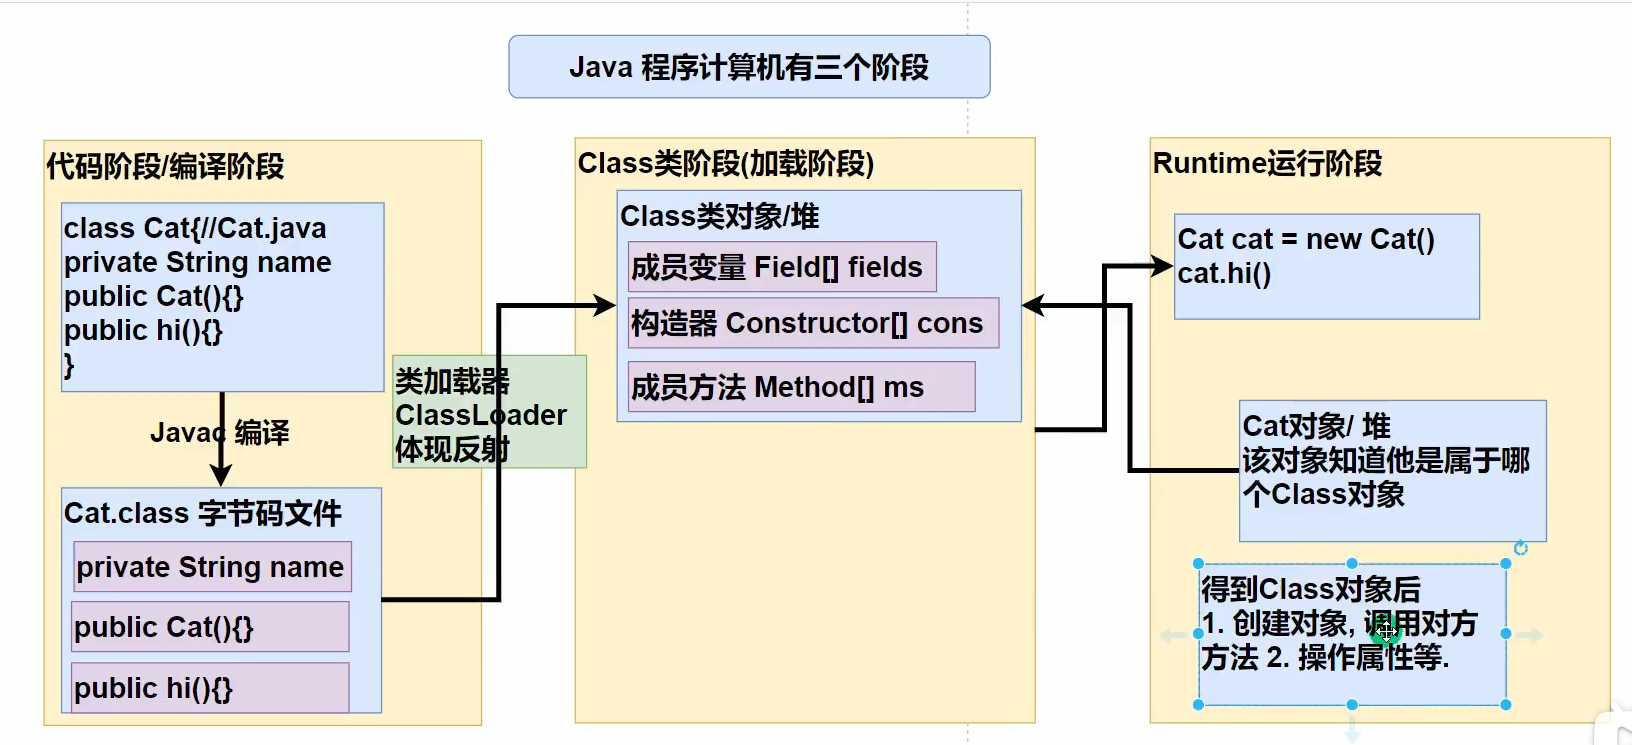 Java 程序计算机有三个阶段
代码阶段/编译阶段
class Cat{//Cat.java
private String name
public Cat(){}
public hi(){}
}
Javac 编译
Cat.class 字节码文件
private String name
public Cat(){}
public hi(){}
类加载器
ClassLoader
体现反射
Class类阶段(加载阶段)
Class类对象/堆
成员变量 Field[] fields
构造器 Constructor[] cons
成员方法 Method[] ms
Runtime运行阶段
Cat cat = new Cat()
cat.hi()
Cat对象/ 堆
该对象知道他是属于哪
个Class对象
得到Class对象后
1. 创建对象, 调用对方
方法 2. 操作属性等.